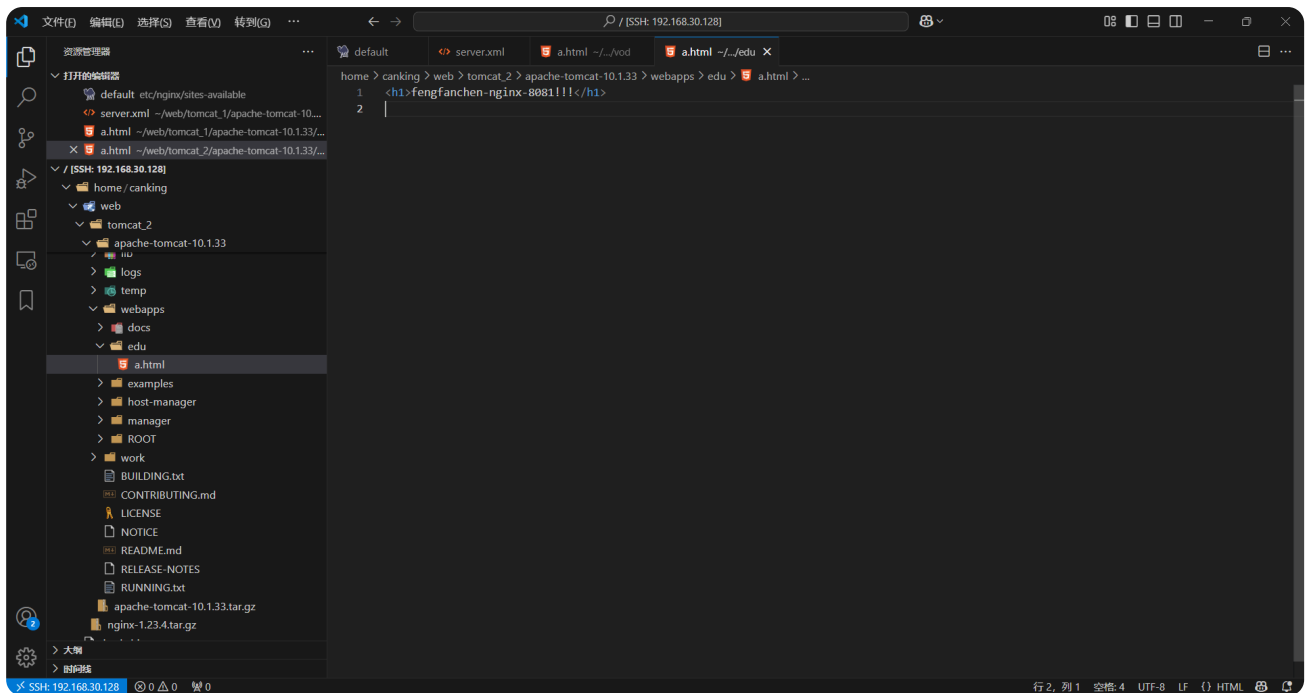 文件(F) 编辑(E) 选择(S) 查看(V) 转到(G) ··· / [SSH: 192.168.30.128]
资源管理器 ···
default server.xml a.html ~/.../vod a.html ~/.../edu
打开的编辑器
home > canking > web > tomcat_2 > apache-tomcat-10.1.33 > webapps > edu > a.html > ...
default etc/nginx/sites-available
1 <h1>fengfanchen-nginx-8081!!!</h1>
server.xml ~/web/tomcat_1/apache-tomcat-10....
2
a.html ~/web/tomcat_1/apache-tomcat-10.1.33/...
a.html ~/web/tomcat_2/apache-tomcat-10.1.33/...
/ [SSH: 192.168.30.128]
home / canking
web
tomcat_2
apache-tomcat-10.1.33
lib
logs
temp
webapps
docs
edu
a.html
examples
host-manager
manager
ROOT
work
BUILDING.txt
CONTRIBUTING.md
LICENSE
NOTICE
README.md
RELEASE-NOTES
RUNNING.txt
apache-tomcat-10.1.33.tar.gz
2
nginx-1.23.4.tar.gz
大纲
时间线
SSH: 192.168.30.128 0 0 0 行 2, 列 1 空格: 4 UTF-8 LF {} HTML